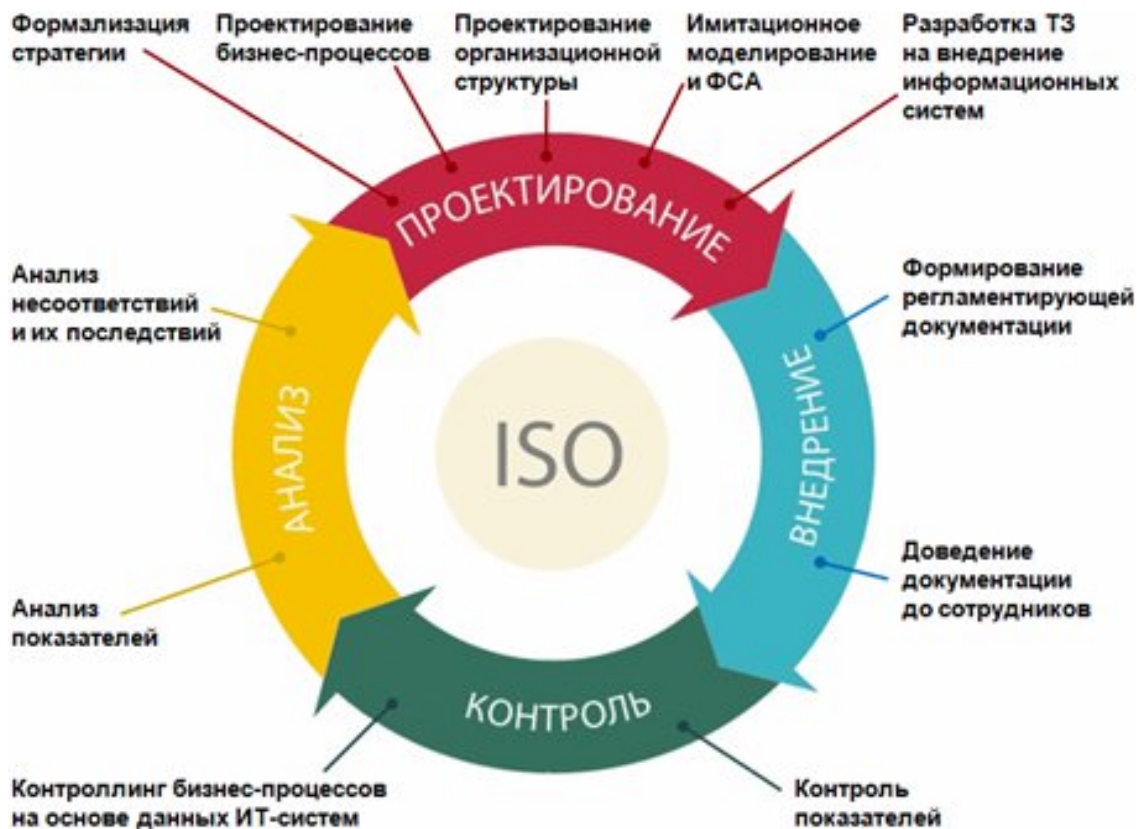 Формализация
стратегии
Проектирование
бизнес-процессов
Проектирование
организационной
структуры
Имитационное
моделирование
и ФСА
Разработка ТЗ
на внедрение
информационных
систем
ПРОЕКТИРОВАНИЕ
Анализ
несоответствий
и их последствий
Формирование
регламентирующей
документации
АНАЛИЗ
ISO
ВНЕДРЕНИЕ
Анализ
показателей
Доведение
документации
до сотрудников
КОНТРОЛЬ
Контроллинг бизнес-процессов
на основе данных ИТ-систем
Контроль
показателей